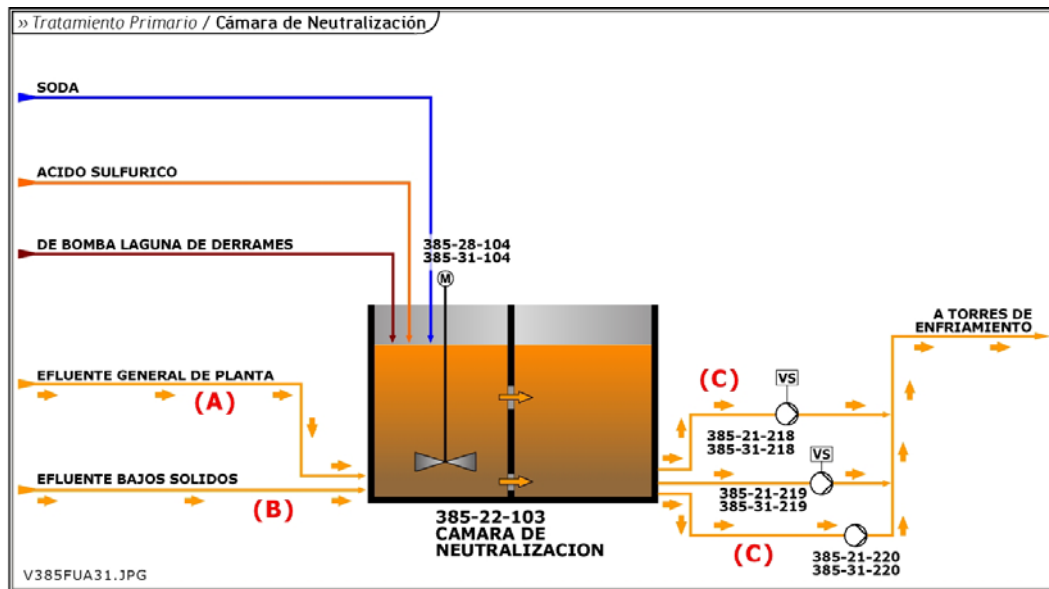 » Tratamiento Primario / Cámara de Neutralización
SODA
ACIDO SULFURICO
DE BOMBA LAGUNA DE DERRAMES
385-28-104
385-31-104
M
A TORRES DE
ENFRIAMIENTO
EFLUENTE GENERAL DE PLANTA
(A)
(C)
VS
385-21-218
385-31-218
VS
EFLUENTE BAJOS SOLIDOS
(B)
385-21-219
385-31-219
385-22-103
CAMARA DE
NEUTRALIZACION
(C)
385-21-220
385-31-220
V385FUA31.JPG